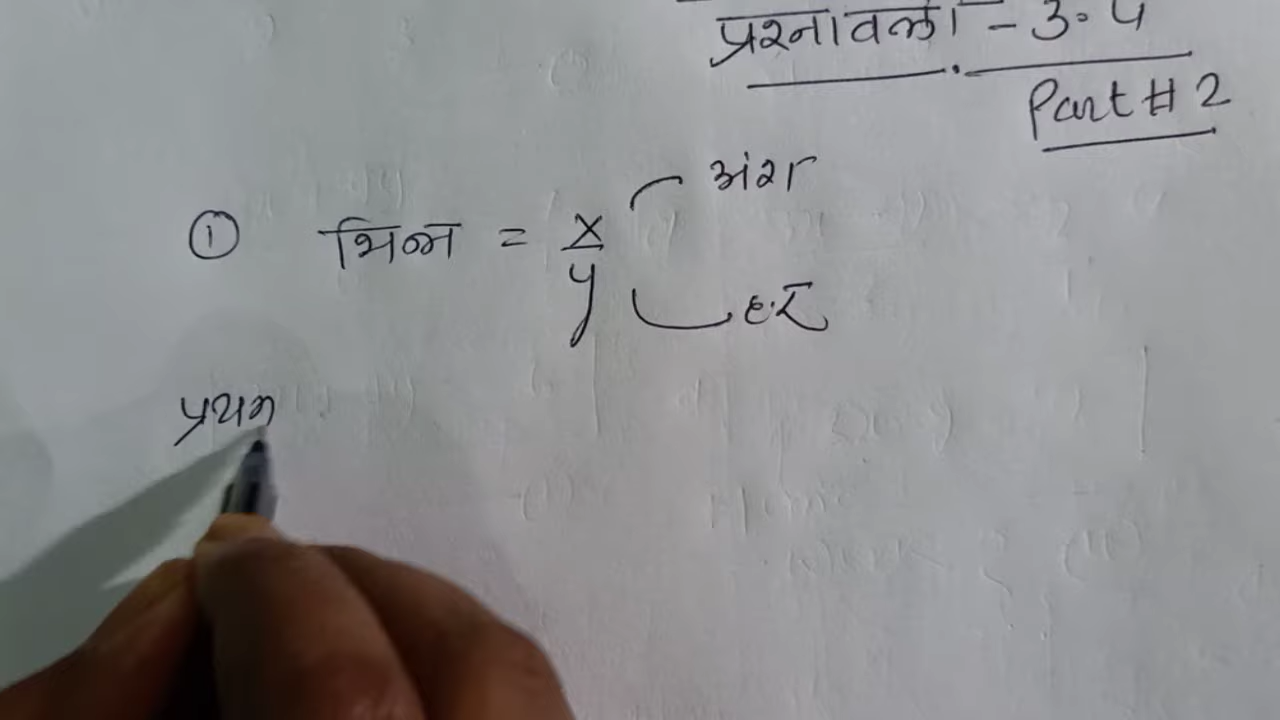 प्रश्नावली - 3.4
Part # 2
① भिन्न = x/y
अंश
हर
प्रथम